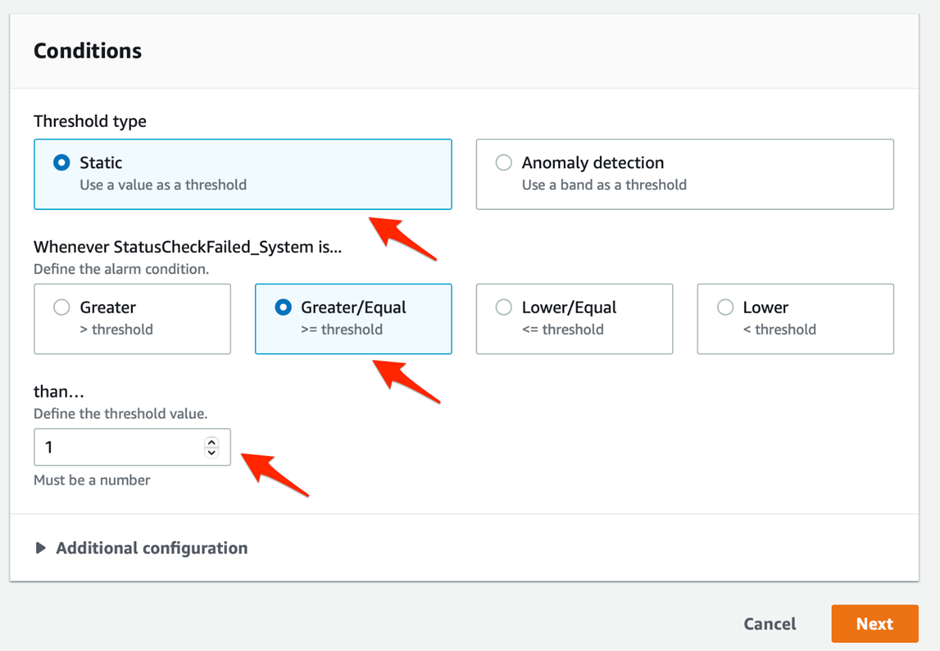 Conditions
Threshold type
Static
Use a value as a threshold
Anomaly detection
Use a band as a threshold
Whenever StatusCheckFailed_System is...
Define the alarm condition.
Greater
> threshold
Greater/Equal
>= threshold
Lower/Equal
<= threshold
Lower
< threshold
than...
Define the threshold value.
1
Must be a number
Additional configuration
Cancel
Next